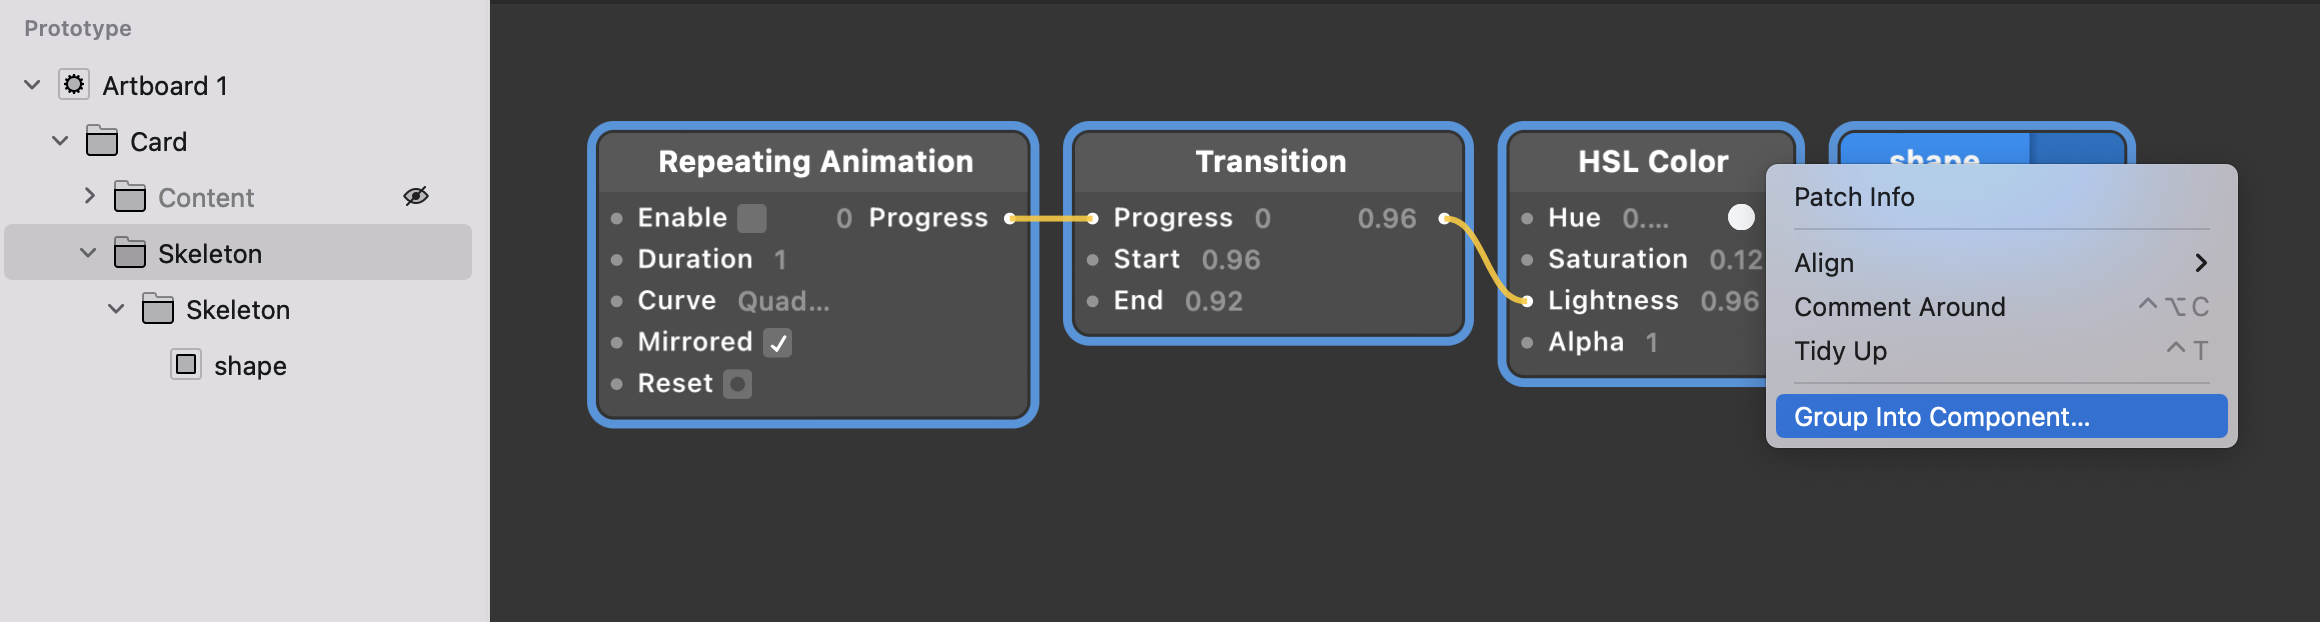 Prototype
Artboard 1
Card
Content
Skeleton
Skeleton
shape
Repeating Animation
Enable 0 Progress
Duration 1
Curve Quad...
Mirrored
Reset
Transition
Progress 0 0.96
Start 0.96
End 0.92
HSL Color
Hue 0....
Saturation 0.12
Lightness 0.96
Alpha 1
shape
Patch Info
Align
Comment Around ⌃⌥C
Tidy Up ⌃T
Group Into Component...